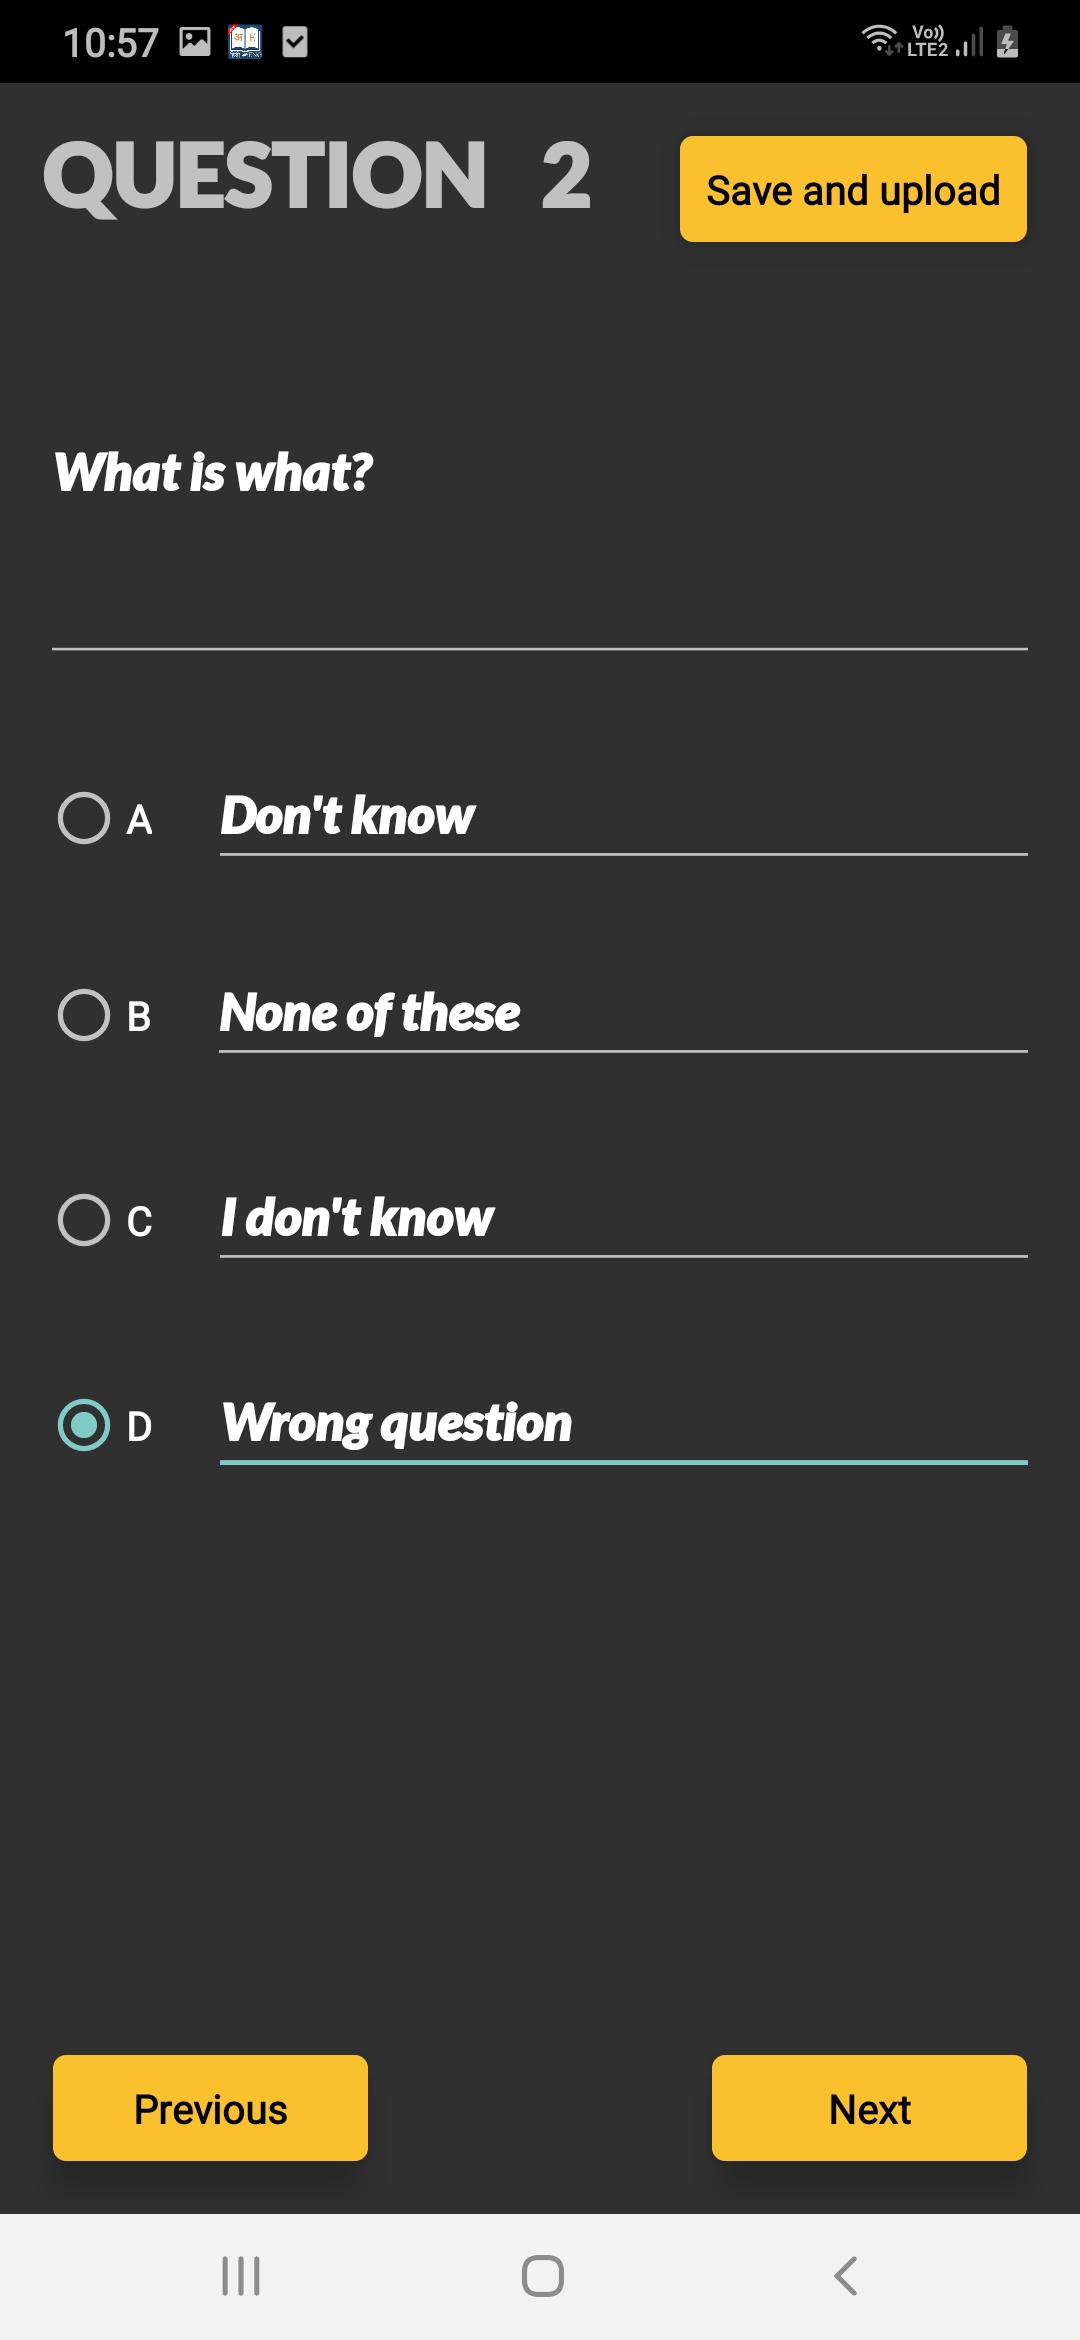 10:57
Vo))
LTE2
QUESTION 2
Save and upload
What is what?
A Don't know
B None of these
C I don't know
D Wrong question
Previous Next